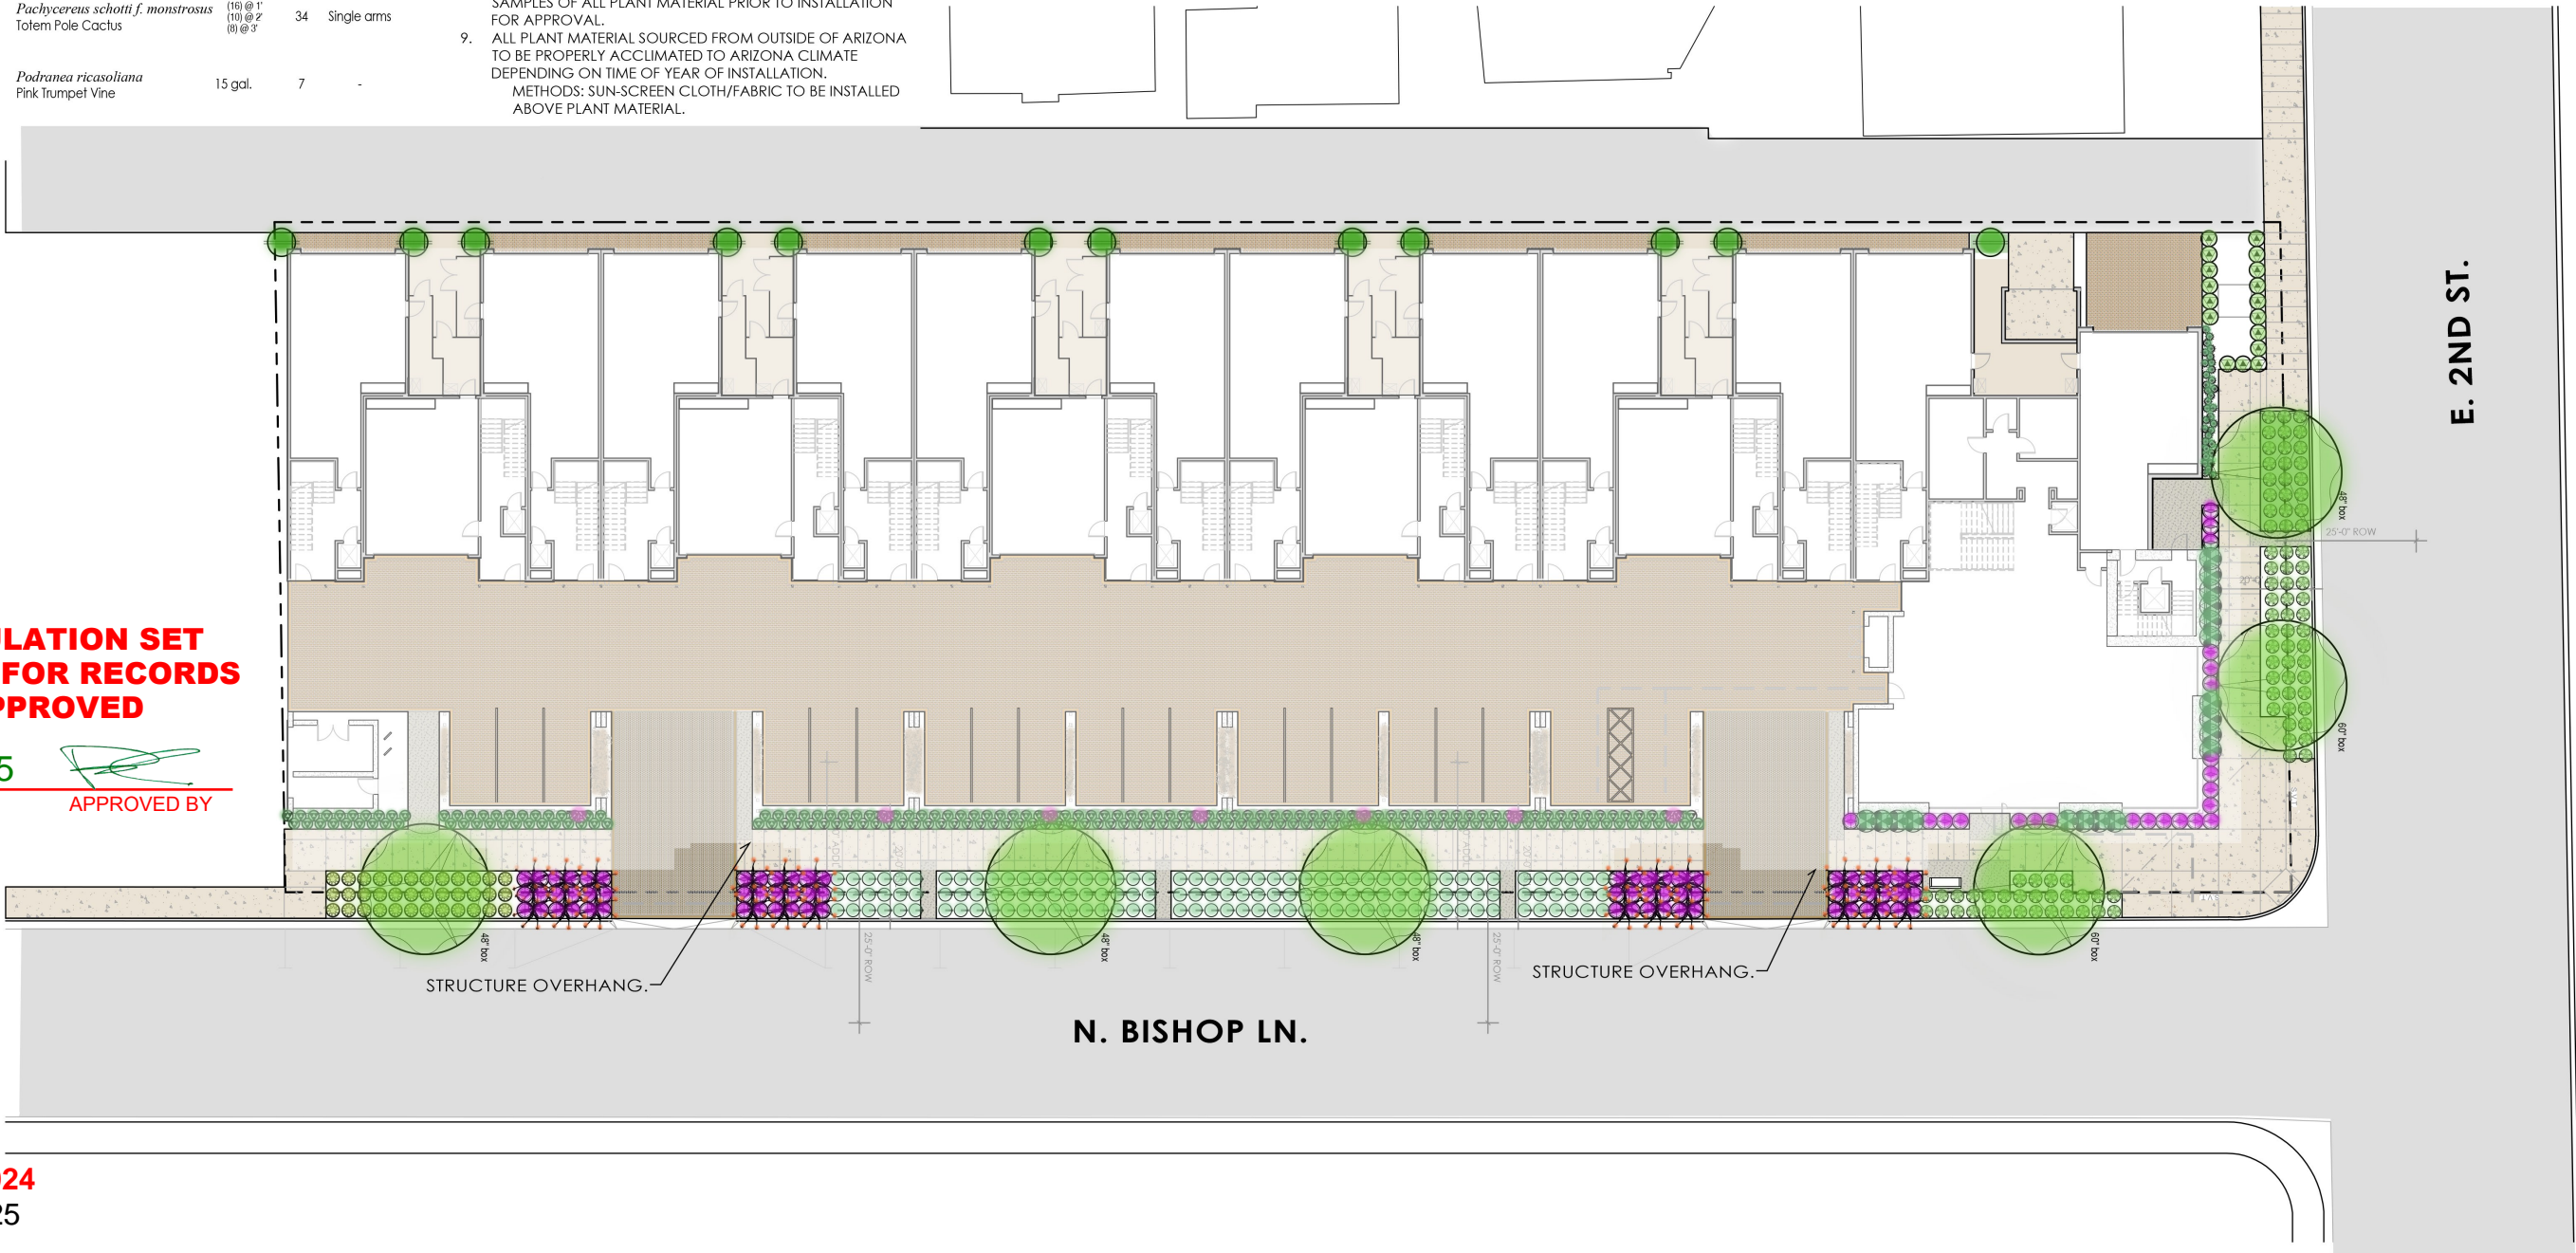 Pachycereus schotti f. monstrosus
Totem Pole Cactus
(16) @ 1'
(10) @ 2'
(8) @ 3'
34
Single arms
Podranea ricasoliana
Pink Trumpet Vine
15 gal.
7
-
SAMPLES OF ALL PLANT MATERIAL PRIOR TO INSTALLATION
FOR APPROVAL.
9. ALL PLANT MATERIAL SOURCED FROM OUTSIDE OF ARIZONA
TO BE PROPERLY ACCLIMATED TO ARIZONA CLIMATE
DEPENDING ON TIME OF YEAR OF INSTALLATION.
METHODS: SUN-SCREEN CLOTH/FABRIC TO BE INSTALLED
ABOVE PLANT MATERIAL.
E. 2ND ST.
48" box
25'-0" ROW
60" box
ULATION SET
FOR RECORDS
PPROVED
5
APPROVED BY
48" box
25'-0" ROW
48" box
48" box
25'-0" ROW
60" box
STRUCTURE OVERHANG.
STRUCTURE OVERHANG.
N. BISHOP LN.
024
25